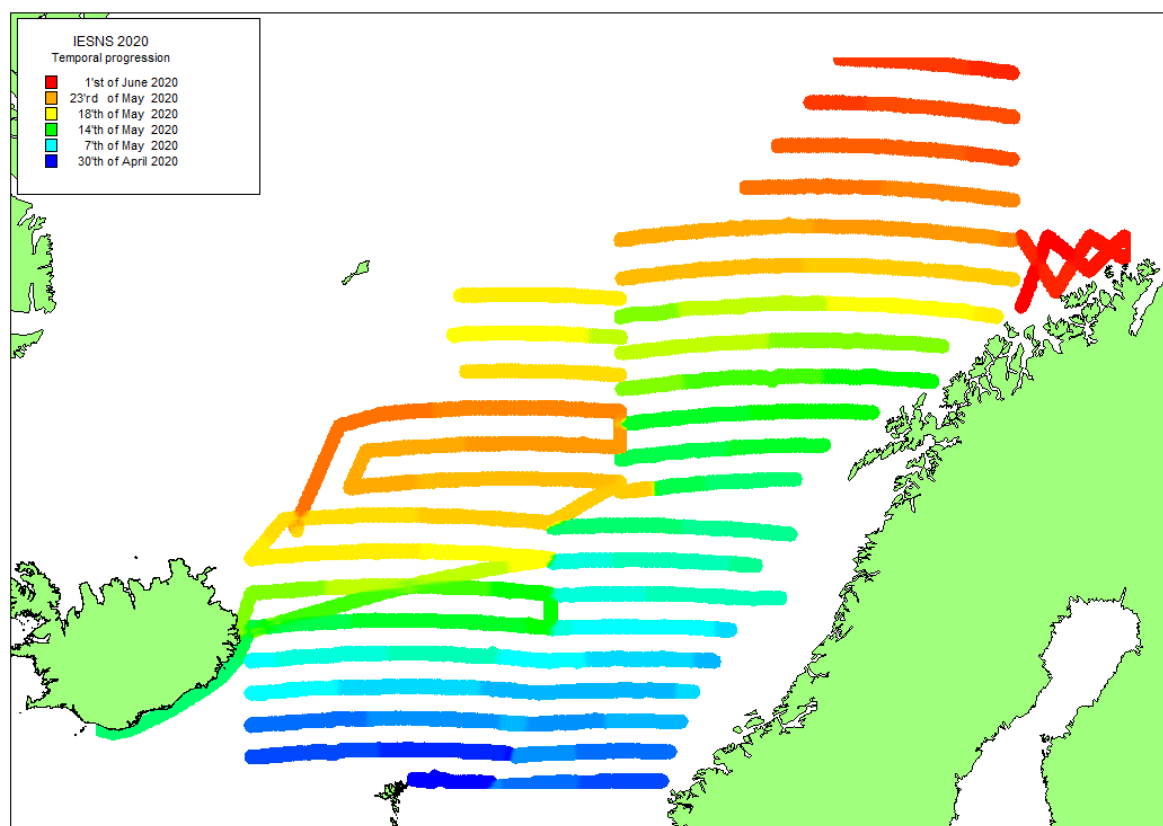 IESNS 2020
Temporal progression
1'st of June 2020
23'rd of May 2020
18'th of May 2020
14'th of May 2020
7'th of May 2020
30'th of April 2020